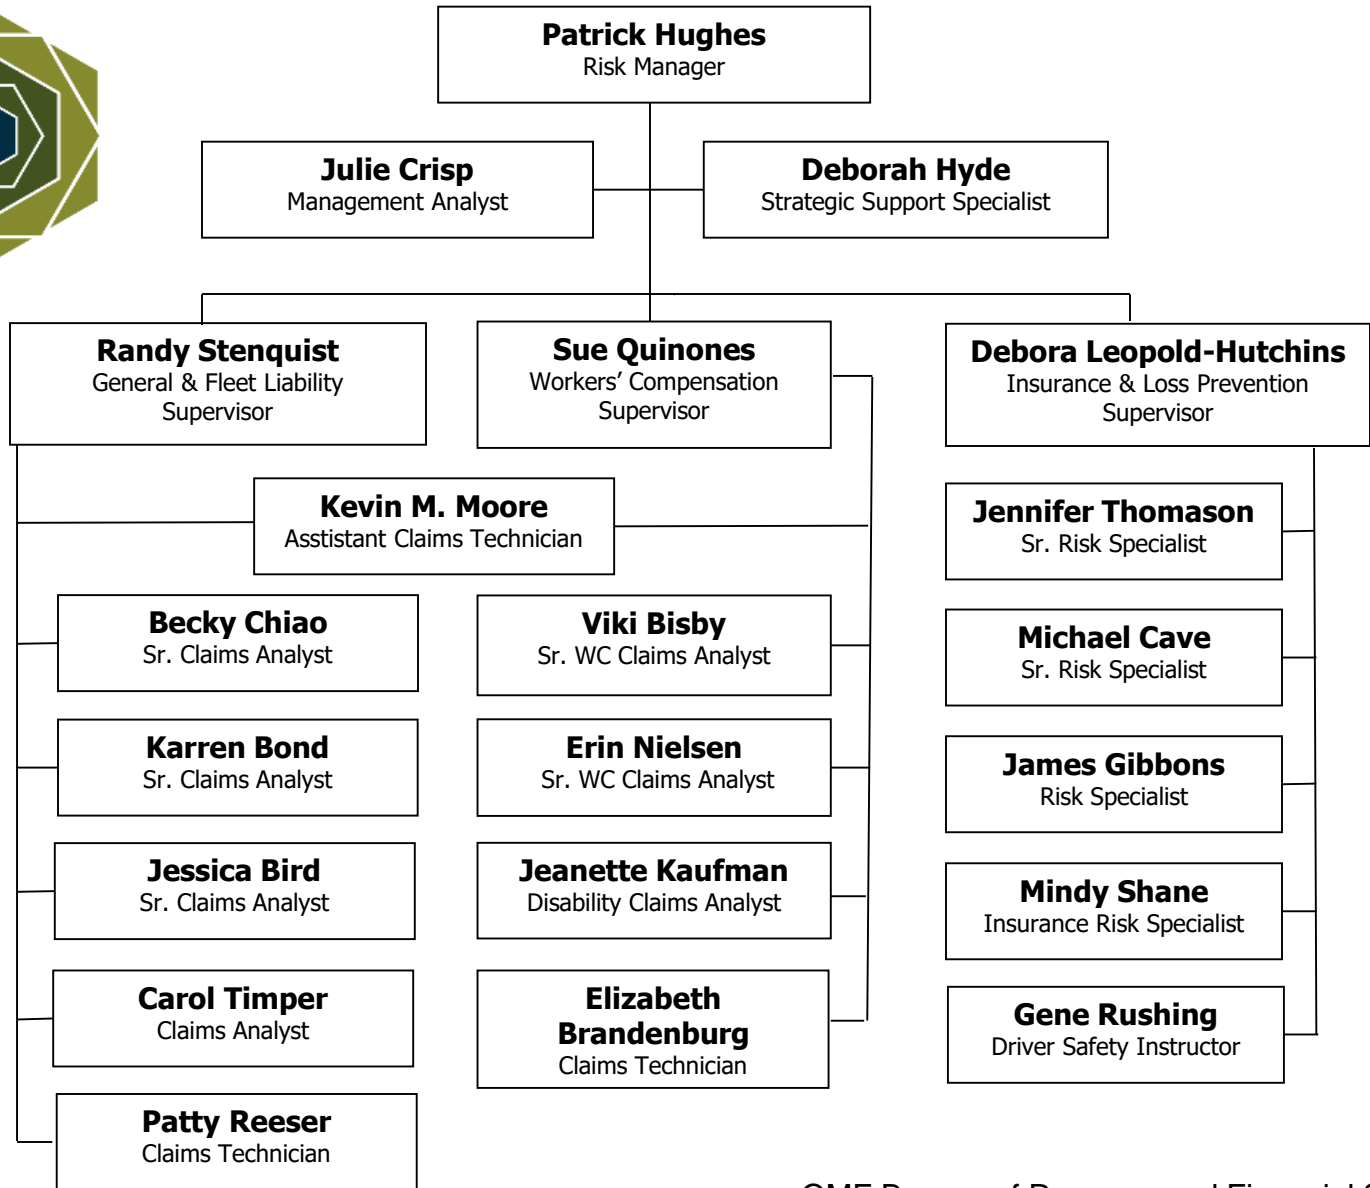 Patrick Hughes
Risk Manager
Julie Crisp
Management Analyst
Deborah Hyde
Strategic Support Specialist
Randy Stenquist
General & Fleet Liability
Supervisor
Sue Quinones
Workers’ Compensation
Supervisor
Debora Leopold-Hutchins
Insurance & Loss Prevention
Supervisor
Kevin M. Moore
Asstistant Claims Technician
Jennifer Thomason
Sr. Risk Specialist
Becky Chiao
Sr. Claims Analyst
Viki Bisby
Sr. WC Claims Analyst
Michael Cave
Sr. Risk Specialist
Karren Bond
Sr. Claims Analyst
Erin Nielsen
Sr. WC Claims Analyst
James Gibbons
Risk Specialist
Jessica Bird
Sr. Claims Analyst
Jeanette Kaufman
Disability Claims Analyst
Mindy Shane
Insurance Risk Specialist
Carol Timper
Claims Analyst
Elizabeth
Brandenburg
Claims Technician
Gene Rushing
Driver Safety Instructor
Patty Reeser
Claims Technician